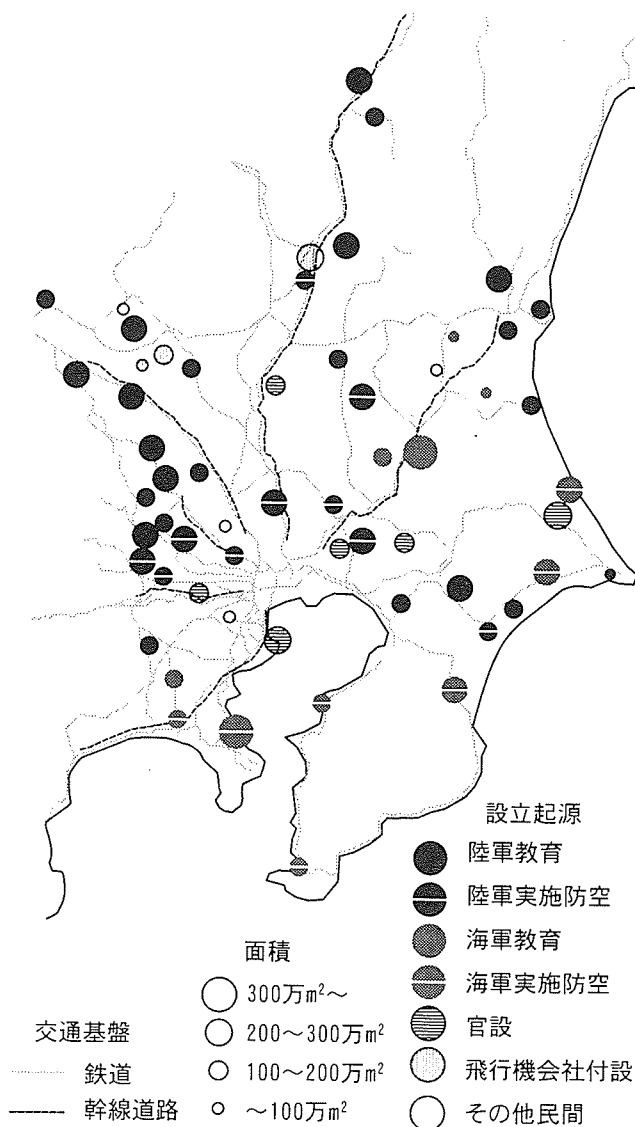 設立起源
陸軍教育
陸軍実施防空
海軍教育
海軍実施防空
官設
飛行機会社付設
その他民間
面積
300万m²～
200～300万m²
100～200万m²
～100万m²
交通基盤
鉄道
幹線道路